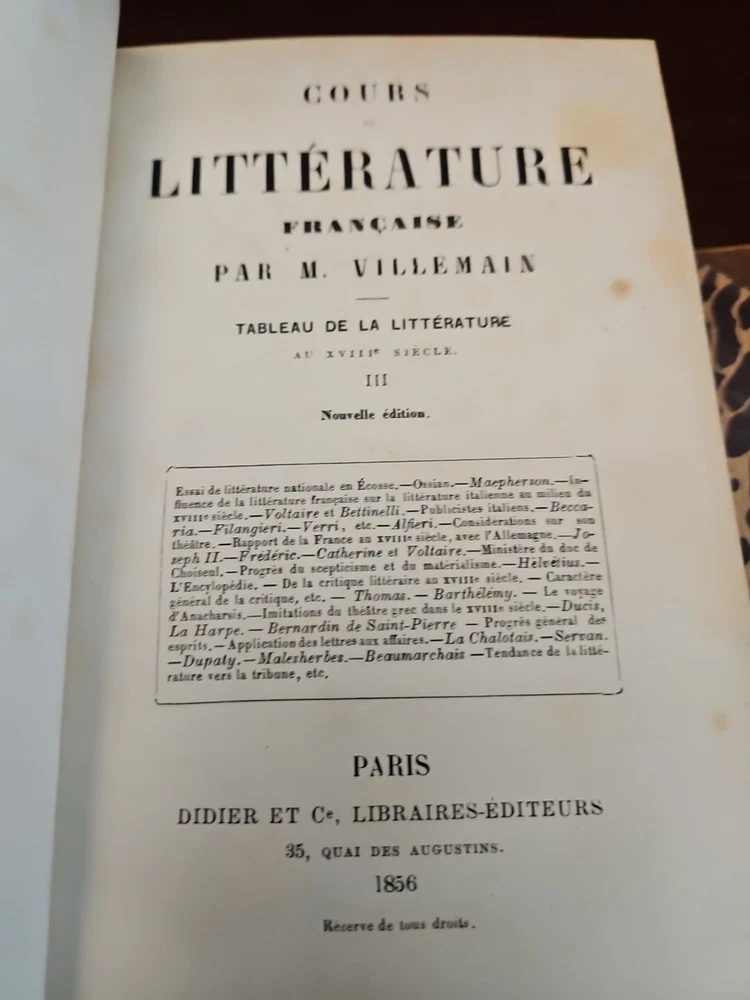 COURS
LITTÉRATURE
FRANÇAISE
PAR M. VILLEMAIN
TABLEAU DE LA LITTÉRATURE
AU XVIIIe SIÈCLE.
III
Nouvelle édition.
Essai de littérature nationale en Écosse.—Ossian.—Macpherson.—In-
fluence de la littérature française sur la littérature italienne au milieu du
XVIIIe siècle.—Voltaire et Bettinelli.—Publicistes italiens.—Becca-
ria.—Filangieri.—Verri, etc.—Alfieri.—Considérations sur son
théâtre.—Rapport de la France au XVIIIe siècle, avec l'Allemagne.—Jo-
seph II.—Frédéric.—Catherine et Voltaire.—Ministère du duc de
Choiseul.—Progrès du scepticisme et du matérialisme.—Helvétius.—
L'Encyclopédie. — De la critique littéraire au XVIIIe siècle. — Caractère
général de la critique, etc. — Thomas. — Barthélémy. — Le voyage
d'Anacharsis.—Imitations du théâtre grec dans le XVIIIe siècle.—Ducis,
La Harpe. — Bernardin de Saint-Pierre — Progrès général des
esprits.—Application des lettres aux affaires.—La Chalotais.—Servan.
—Dupaty.—Malesherbes.—Beaumarchais —Tendance de la litté-
rature vers la tribune, etc.
PARIS
DIDIER ET Ce, LIBRAIRES-ÉDITEURS
35, QUAI DES AUGUSTINS.
1856
Réserve de tous droits.